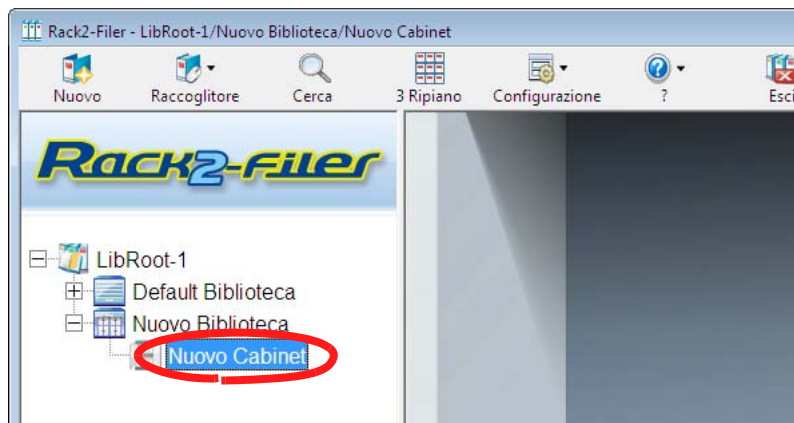 Rack2-Filer - LibRoot-1/Nuovo Biblioteca/Nuovo Cabinet
Nuovo Raccoglitore Cerca 3 Ripiano Configurazione ? Esci
Rack2-Filer
LibRoot-1
Default Biblioteca
Nuovo Biblioteca
Nuovo Cabinet